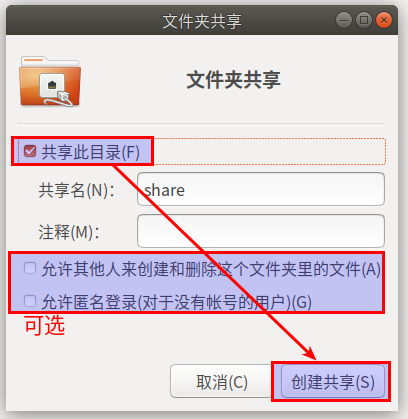 文件夹共享
文件夹共享
共享此目录(F)
共享名(N)： share
注释(M)：
允许其他人来创建和删除这个文件夹里的文件(A)
允许匿名登录(对于没有帐号的用户)(G)
可选
取消(C) 创建共享(S)